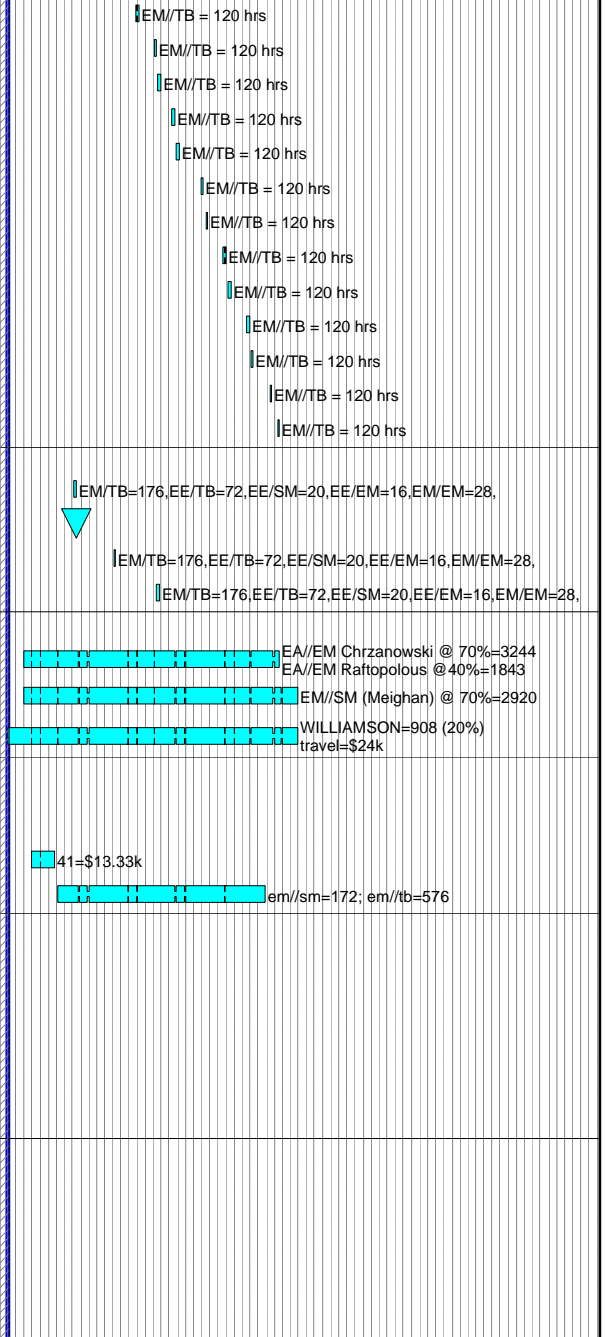 EM//TB = 120 hrs
EM//TB = 120 hrs
EM//TB = 120 hrs
EM//TB = 120 hrs
EM//TB = 120 hrs
EM//TB = 120 hrs
EM//TB = 120 hrs
EM//TB = 120 hrs
EM//TB = 120 hrs
EM//TB = 120 hrs
EM//TB = 120 hrs
EM//TB = 120 hrs
EM//TB = 120 hrs
EM/TB=176,EE/TB=72,EE/SM=20,EE/EM=16,EM/EM=28,
EM/TB=176,EE/TB=72,EE/SM=20,EE/EM=16,EM/EM=28,
EM/TB=176,EE/TB=72,EE/SM=20,EE/EM=16,EM/EM=28,
EA//EM Chrzanowski @ 70%=3244
EA//EM Raftopolous @40%=1843
EM//SM (Meighan) @ 70%=2920
WILLIAMSON=908 (20%)
travel=$24k
41=$13.33k
em//sm=172; em//tb=576